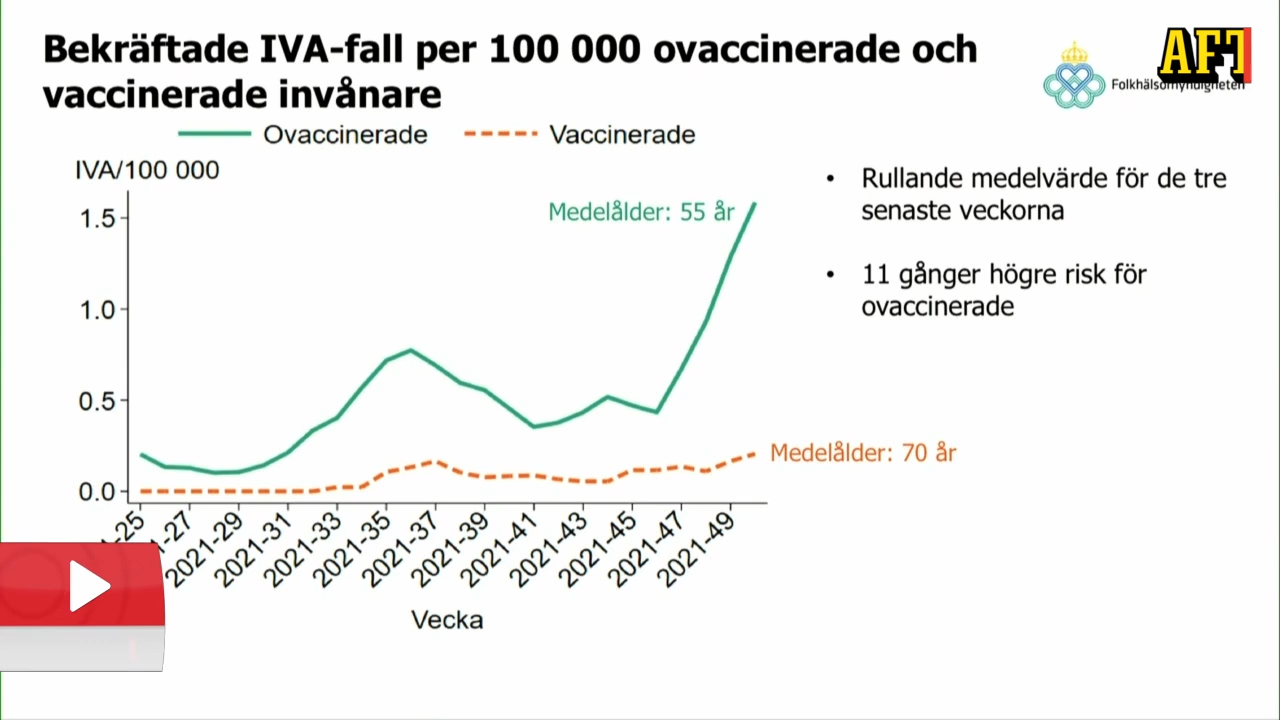 Bekräftade IVA-fall per 100 000 ovaccinerade och
vaccinerade invånare
Folkhälsomyndigheten
Ovaccinerade
Vaccinerade
IVA/100 000
Medelålder: 55 år
1.5
1.0
0.5
0.0
Medelålder: 70 år
2021-29
2021-31
2021-33
2021-35
2021-37
2021-39
2021-41
2021-43
2021-45
2021-47
2021-49
Vecka
• Rullande medelvärde för de tre
senaste veckorna
• 11 gånger högre risk för
ovaccinerade